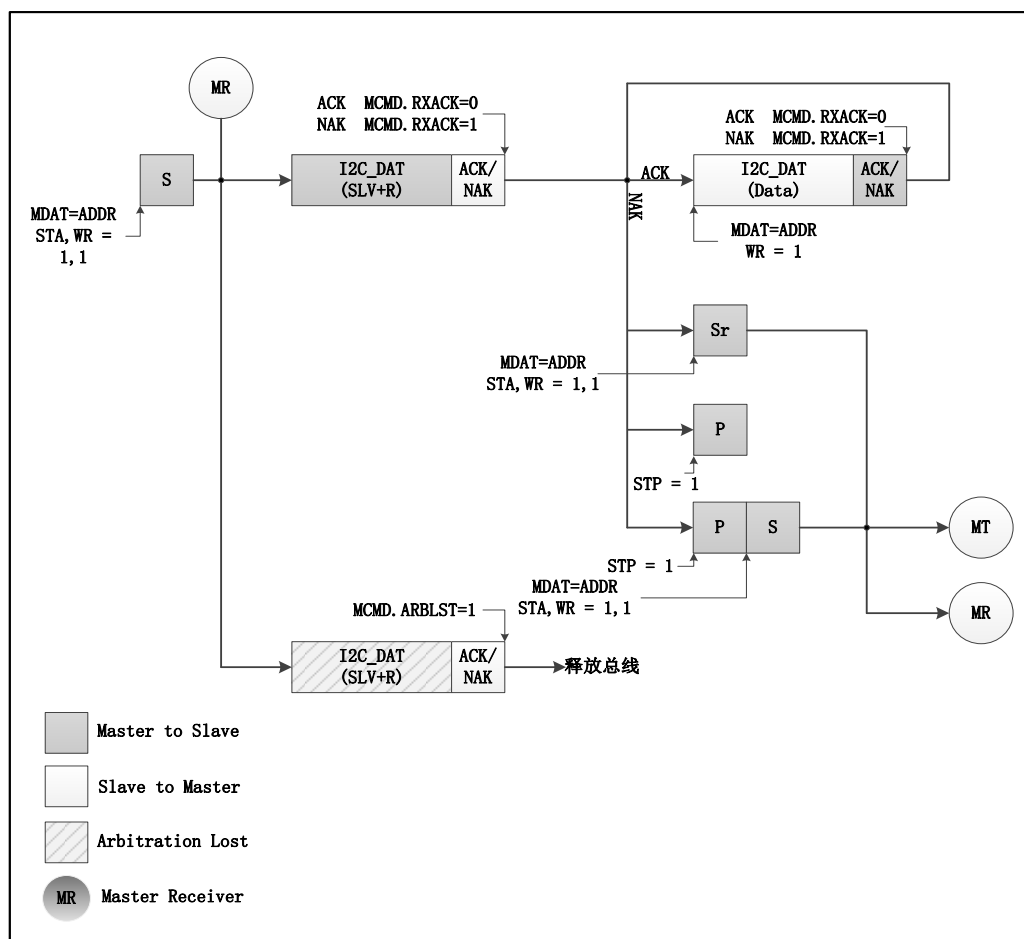 MR
ACK MCMD.RXACK=0
NAK MCMD.RXACK=1
ACK MCMD.RXACK=0
NAK MCMD.RXACK=1
S
I2C_DAT
(SLV+R)
ACK/
NAK
ACK
NAK
I2C_DAT
(Data)
ACK/
NAK
MDAT=ADDR
STA,WR =
1,1
MDAT=ADDR
WR = 1
Sr
MDAT=ADDR
STA,WR = 1,1
P
STP = 1
P
S
MT
STP = 1
MDAT=ADDR
STA,WR = 1,1
MR
MCMD.ARBLST=1
I2C_DAT
(SLV+R)
ACK/
NAK
释放总线
Master to Slave
Slave to Master
Arbitration Lost
MR
Master Receiver